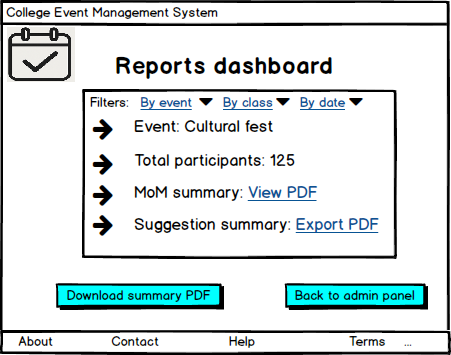 College Event Management System
Reports dashboard
Filters: By event By class By date
Event: Cultural fest
Total participants: 125
MoM summary: View PDF
Suggestion summary: Export PDF
Download summary PDF Back to admin panel
About Contact Help Terms ...